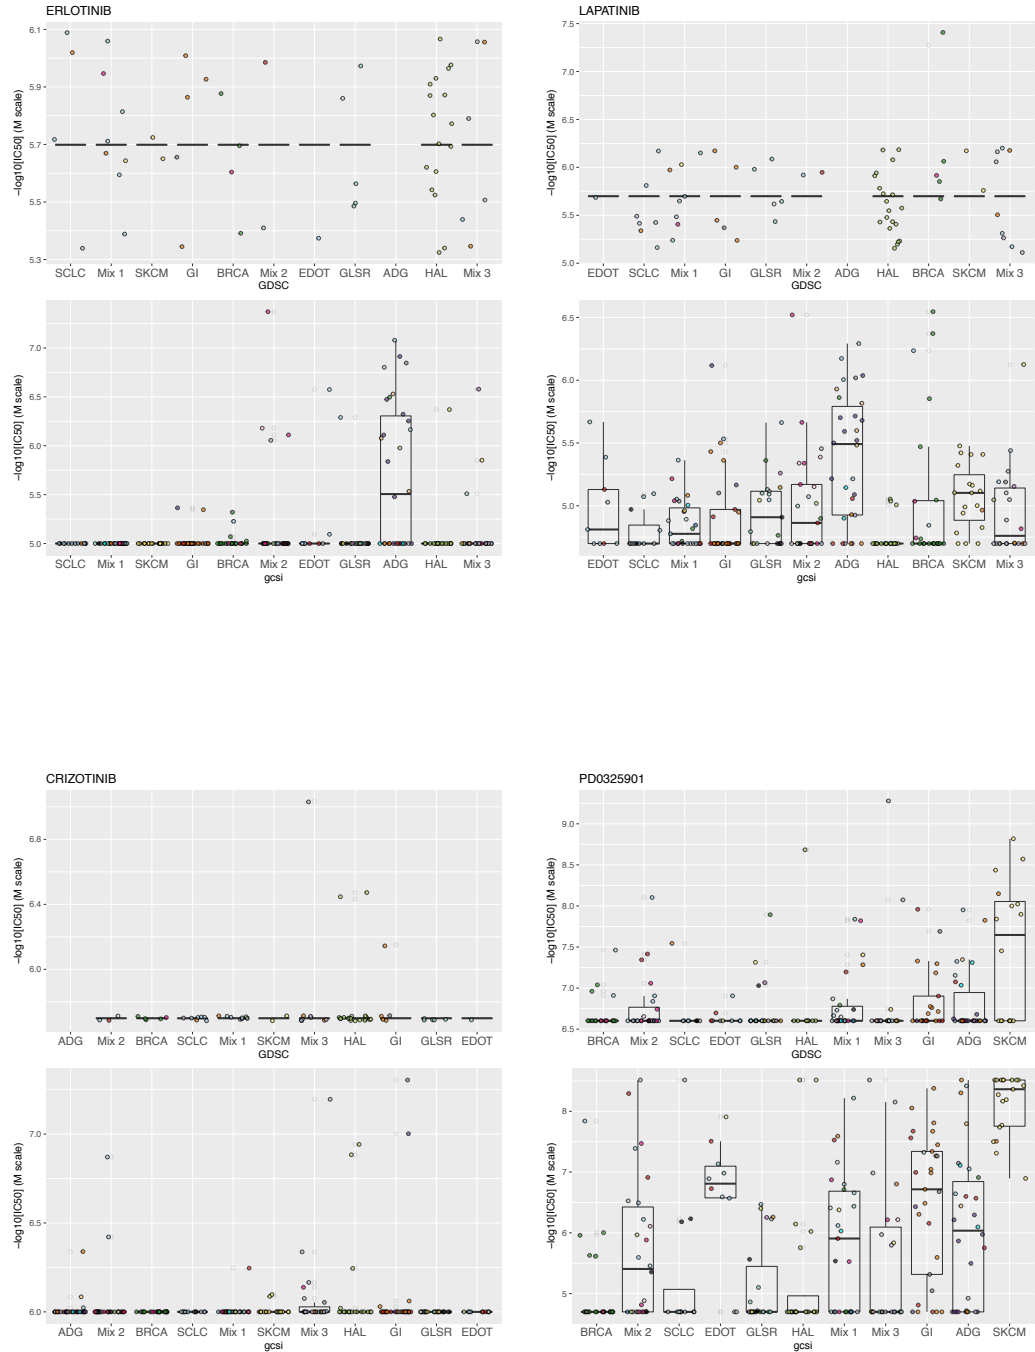 ERLOTINIB
6.1
5.9
5.7
5.5
5.3
−log10[IC50] (M scale)
SCLC Mix 1 SKCM GI BRCA Mix 2 EDOT GLSR ADG HAL Mix 3
GDSC
7.0
6.5
6.0
5.5
5.0
−log10[IC50] (M scale)
SCLC Mix 1 SKCM GI BRCA Mix 2 EDOT GLSR ADG HAL Mix 3
gcsi
LAPATINIB
7.5
7.0
6.5
6.0
5.5
5.0
−log10[IC50] (M scale)
EDOT SCLC Mix 1 GI GLSR Mix 2 ADG HAL BRCA SKCM Mix 3
GDSC
6.5
6.0
5.5
5.0
−log10[IC50] (M scale)
EDOT SCLC Mix 1 GI GLSR Mix 2 ADG HAL BRCA SKCM Mix 3
gcsi
CRIZOTINIB
6.8
6.4
6.0
−log10[IC50] (M scale)
ADG Mix 2 BRCA SCLC Mix 1 SKCM Mix 3 HAL GI GLSR EDOT
GDSC
7.0
6.5
6.0
−log10[IC50] (M scale)
ADG Mix 2 BRCA SCLC Mix 1 SKCM Mix 3 HAL GI GLSR EDOT
gcsi
PD0325901
9.0
8.5
8.0
7.5
7.0
6.5
−log10[IC50] (M scale)
BRCA Mix 2 SCLC EDOT GLSR HAL Mix 1 Mix 3 GI ADG SKCM
GDSC
8
7
6
5
−log10[IC50] (M scale)
BRCA Mix 2 SCLC EDOT GLSR HAL Mix 1 Mix 3 GI ADG SKCM
gcsi